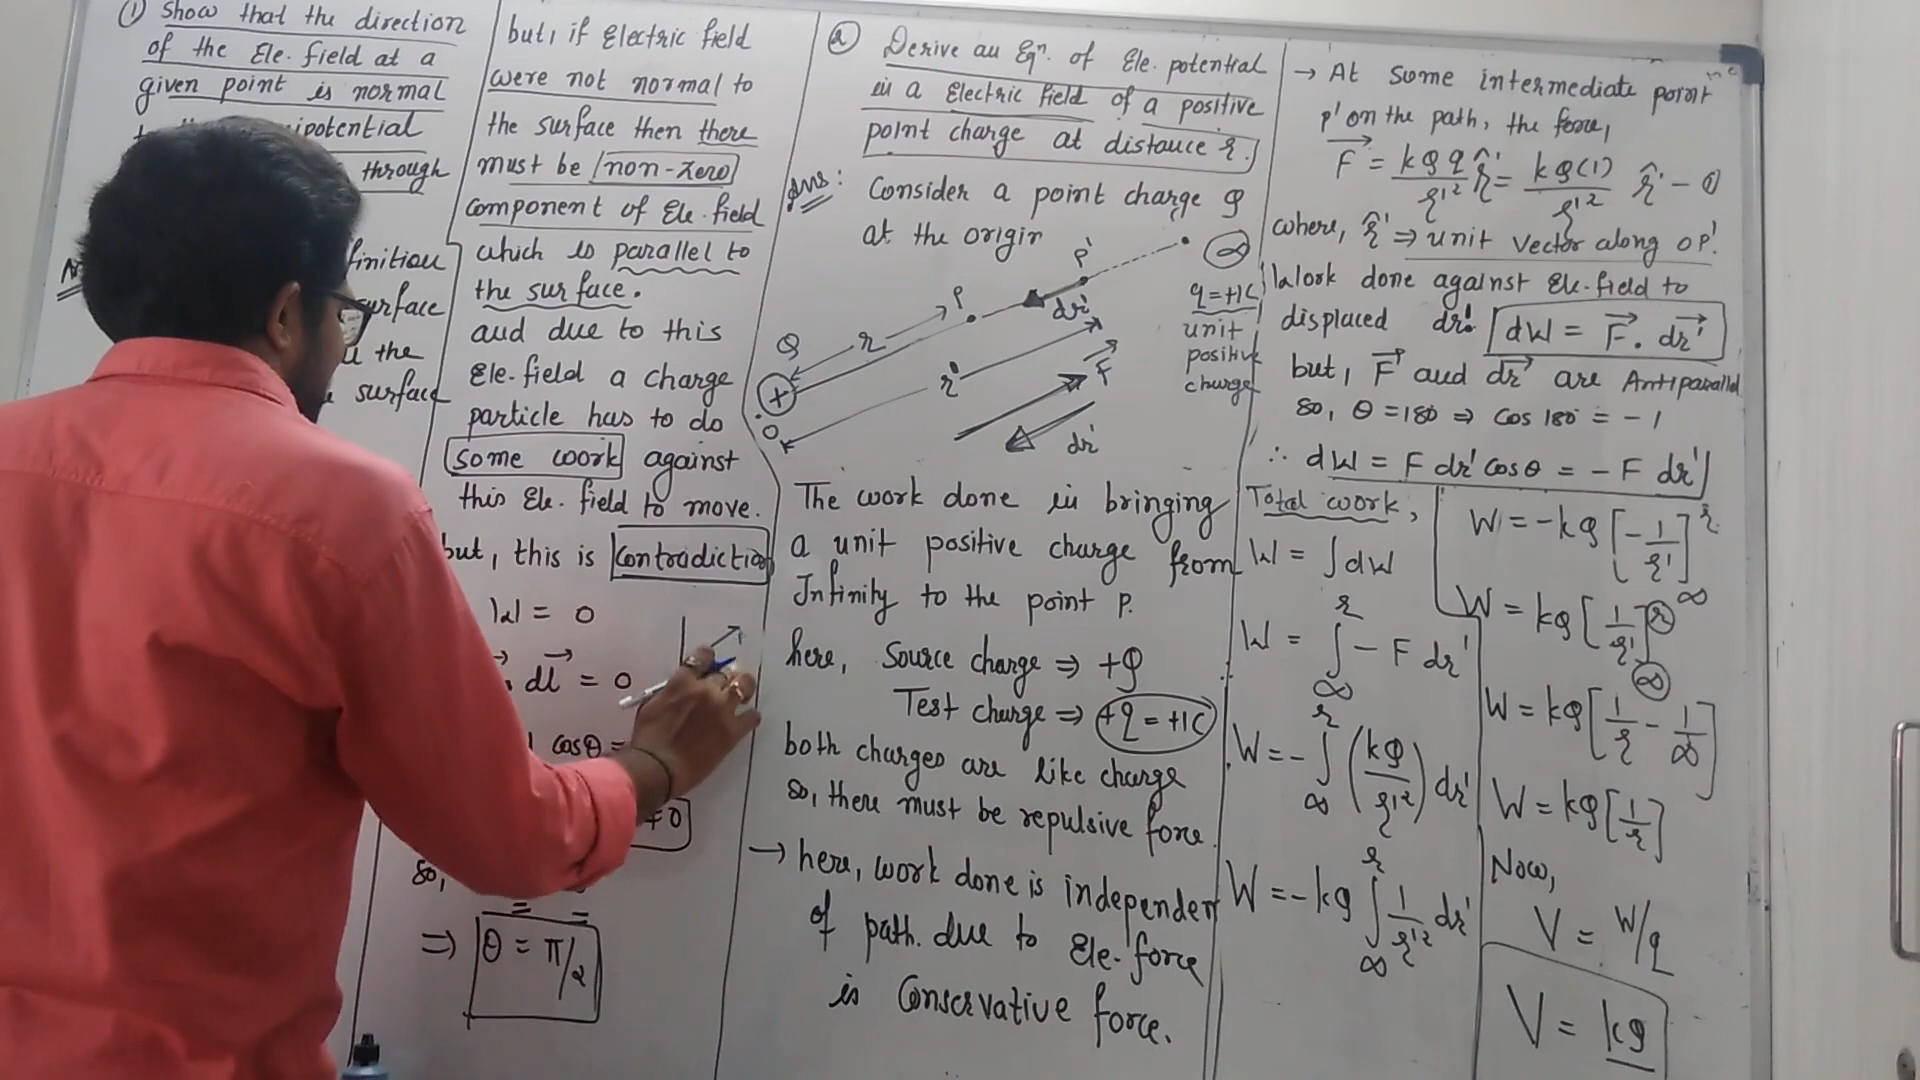 ① Show that the direction
of the Ele. field at a
given point is normal
ipotential
through
finition
surface
the
surface
but, if Electric field
were not normal to
the surface then there
must be non-zero
component of Ele. field
which is parallel to
the surface.
and due to this
Ele. field a charge
particle has to do
some work against
this Ele. field to move.
but, this is Contradiction
W = 0
dl = 0
cosθ =
≠ 0
so,
⇒ θ = π/2
② Derive an Eqn. of Ele. potential
in a Electric field of a positive
point charge at distance r.
Ans: Consider a point charge Q
at the origin
P'
∞
P
dr'
q = +1C
unit
positive
charge
Q
r
r'
+
O
F
dr'
The work done in bringing
a unit positive charge from
Infinity to the point P.
here, Source charge ⇒ +Q
Test charge ⇒ +q = +1C
both charges are like charge
so, there must be repulsive force.
→ here, work done is independent
of path. due to Ele. force
is Conservative force.
→ At some intermediate point
P' on the path, the force,
F = kQq/r'² r̂' = kQ(1)/r'² r̂' - ①
where, r̂' ⇒ unit vector along OP'.
Work done against Ele. field to
displaced dr' dW = F . dr'
but, F and dr' are Antiparallel
so, θ = 180 ⇒ cos 180° = -1
∴ dW = F dr' cosθ = - F dr'
Total work,
W = ∫dW
W = ∫∞^r - F dr'
W = - ∫∞^r (kQ/r'²) dr'
W = -kQ ∫∞^r 1/r'² dr'
W = -kQ [-1/r']∞^r
W = kQ [1/r']∞^r
W = kQ [1/r - 1/∞]
W = kQ [1/r]
Now,
V = W/q
V = kQ